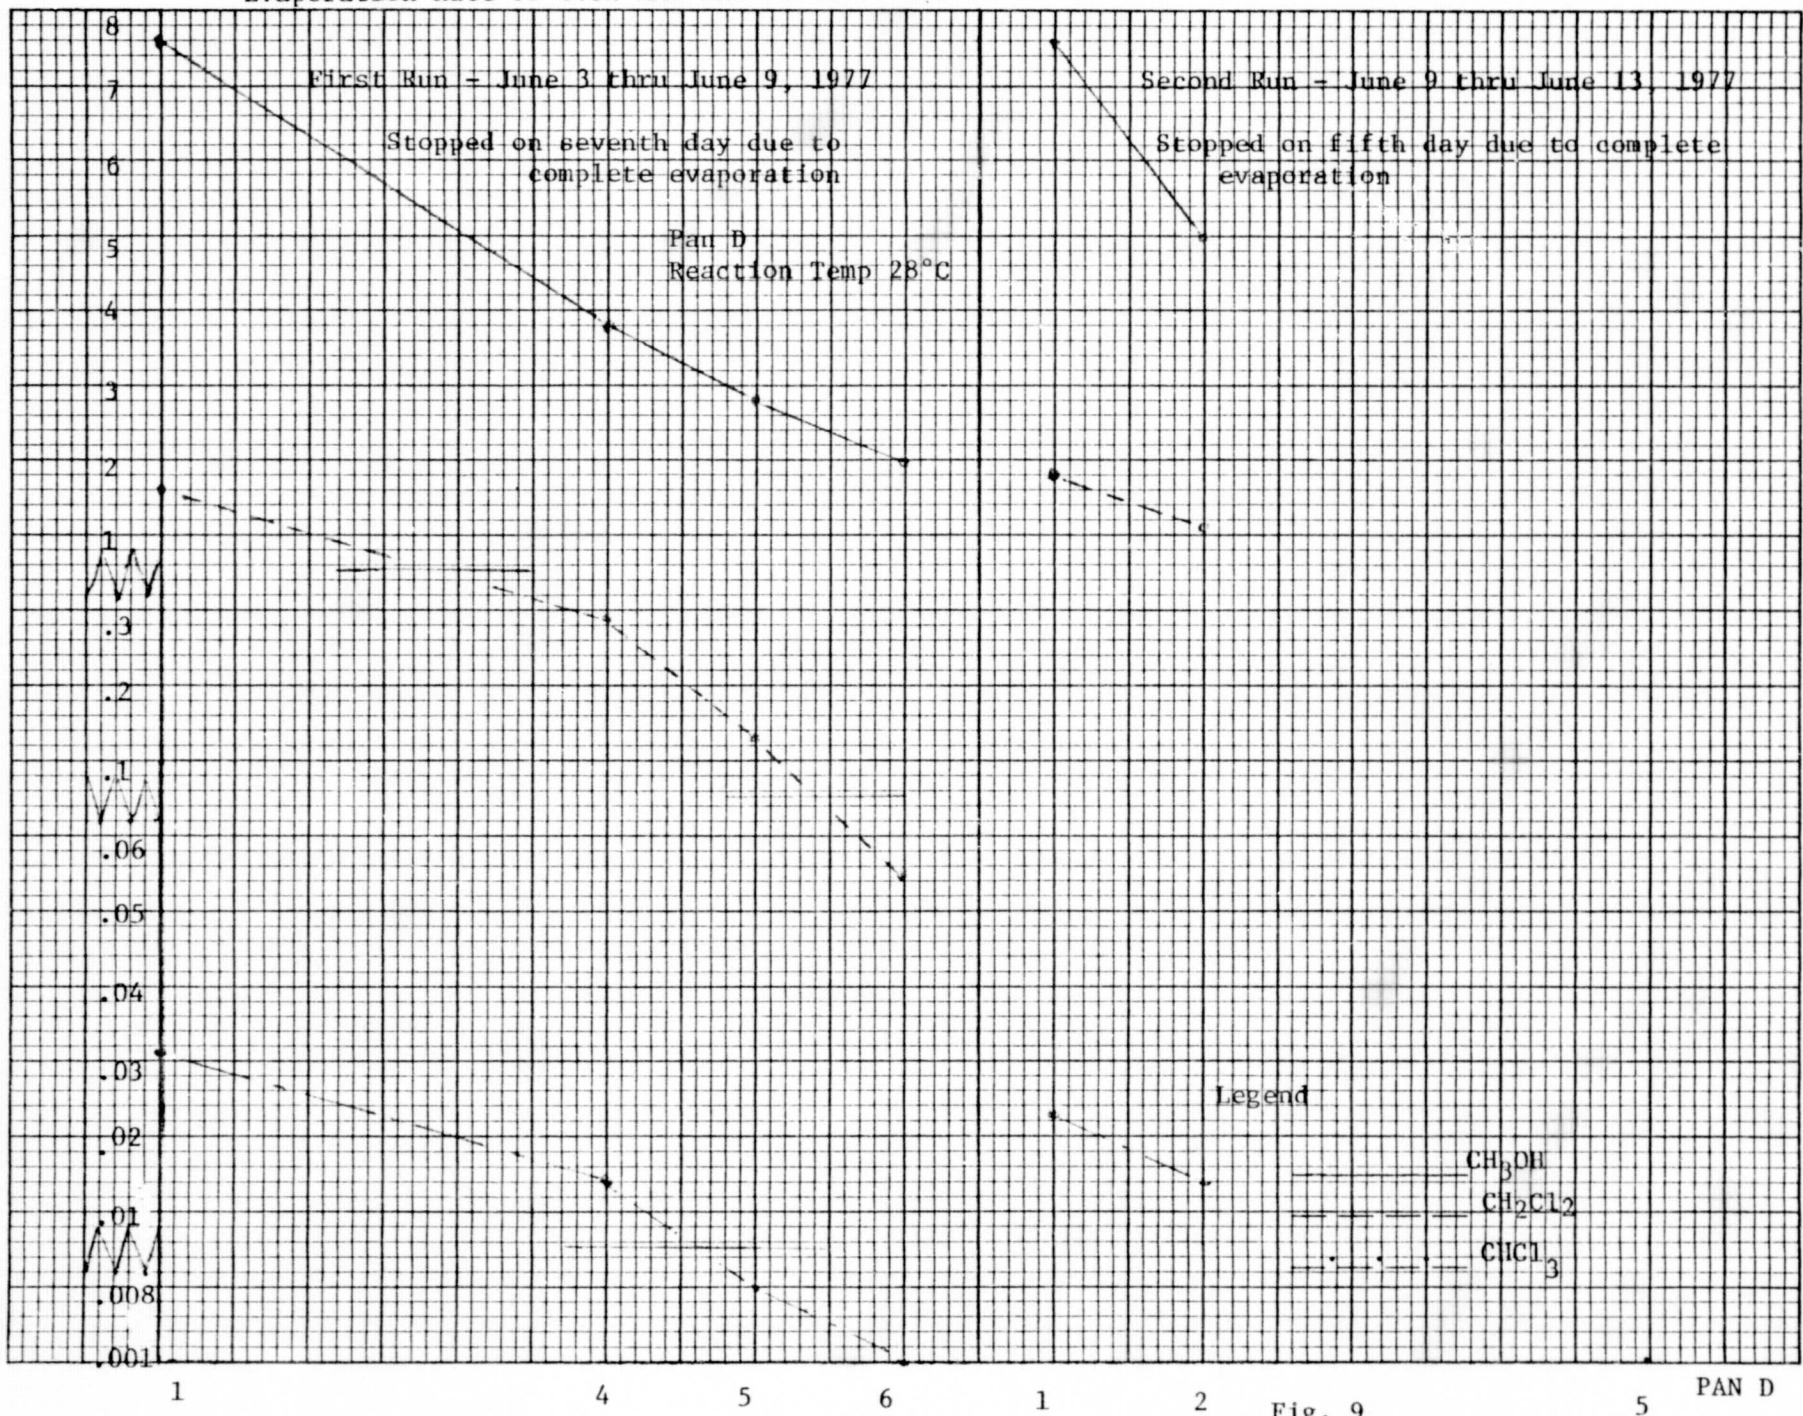 First Run - June 3 thru June 9, 1977
Stopped on seventh day due to
complete evaporation
Pan D
Reaction Temp 28°C
Second Run - June 9 thru June 13, 1977
Stopped on fifth day due to complete
evaporation
8
7
6
5
4
3
2
1
.3
.2
.1
.06
.05
.04
.03
.02
.01
.008
.001
Legend
CH3OH
CH2Cl2
CHCl3
1 4 5 6 1 2 5 PAN D
Fig. 9